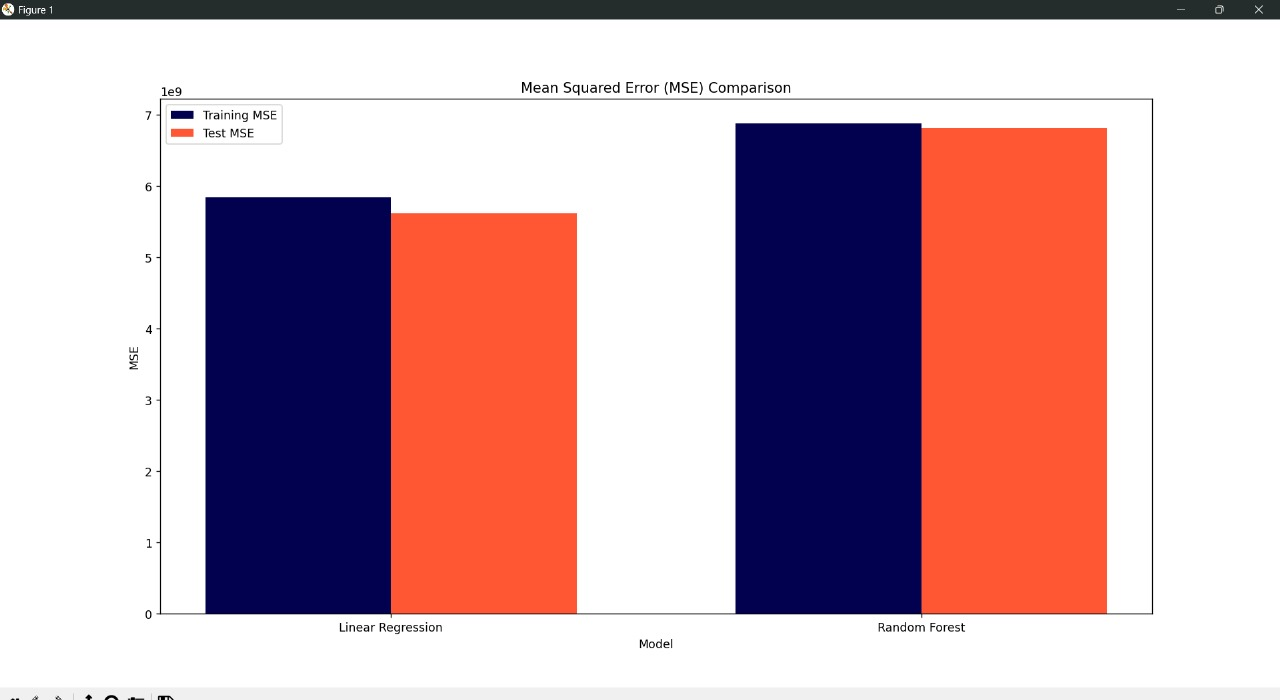 Figure 1
Mean Squared Error (MSE) Comparison
1e9
Training MSE
Test MSE
7
6
5
4
3
2
1
0
MSE
Linear Regression
Random Forest
Model